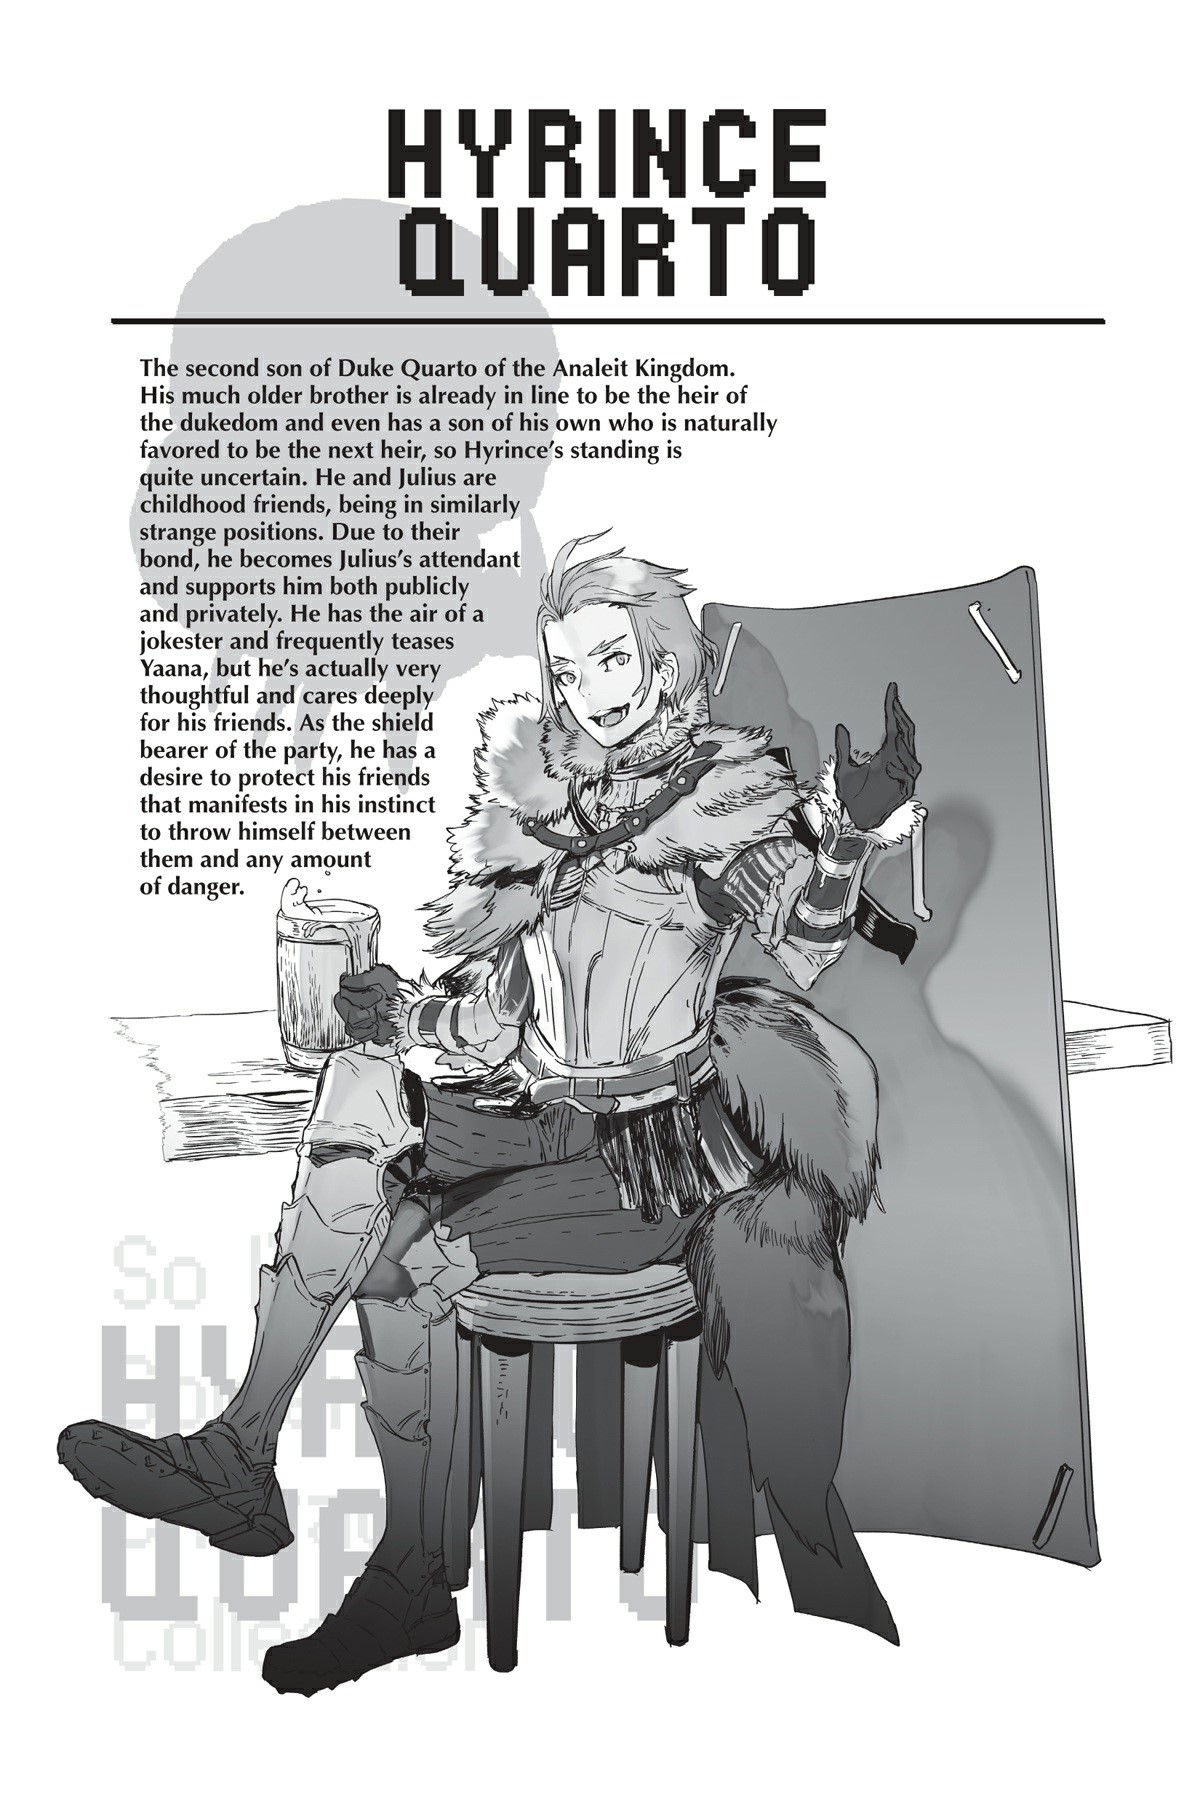 HYRINCE
QUARTO
The second son of Duke Quarto of the Analeit Kingdom.
His much older brother is already in line to be the heir of
the dukedom and even has a son of his own who is naturally
favored to be the next heir, so Hyrince’s standing is
quite uncertain. He and Julius are
childhood friends, being in similarly
strange positions. Due to their
bond, he becomes Julius’s attendant
and supports him both publicly
and privately. He has the air of a
jokester and frequently teases
Yaana, but he’s actually very
thoughtful and cares deeply
for his friends. As the shield
bearer of the party, he has a
desire to protect his friends
that manifests in his instinct
to throw himself between
them and any amount
of danger.
So